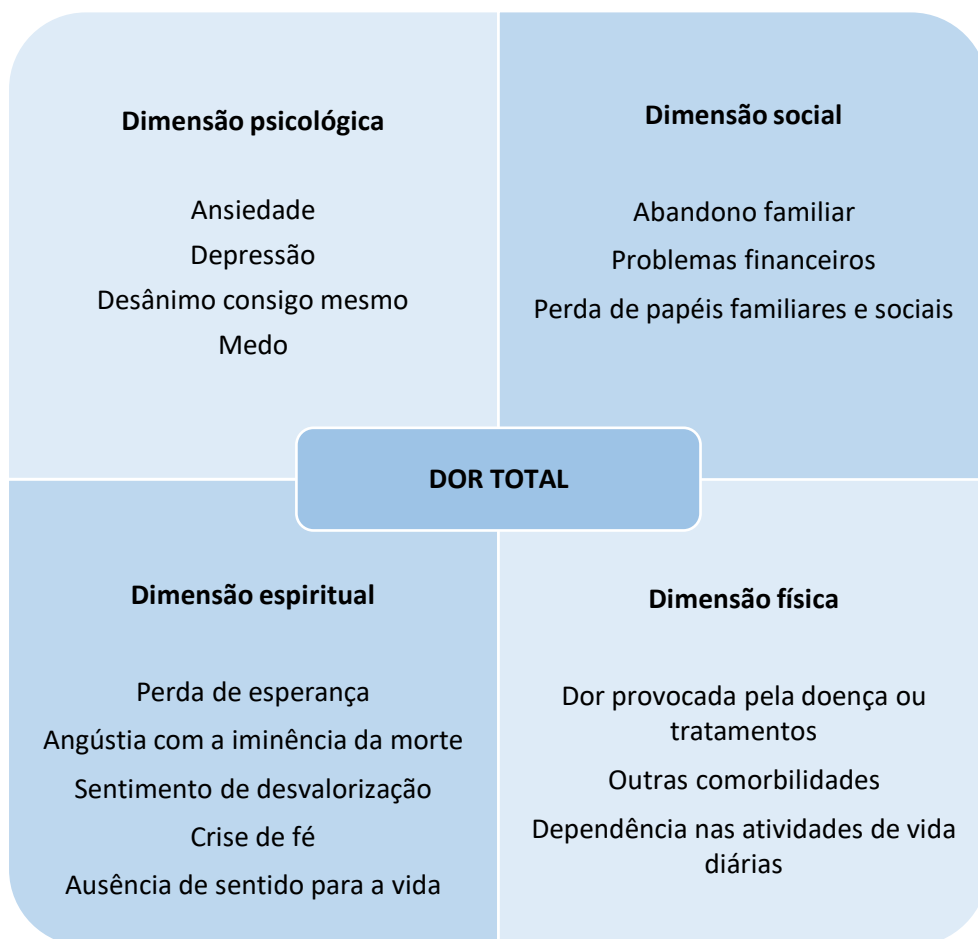 Dimensão psicológica
Ansiedade
Depressão
Desânimo consigo mesmo
Medo
Dimensão social
Abandono familiar
Problemas financeiros
Perda de papéis familiares e sociais
DOR TOTAL
Dimensão espiritual
Perda de esperança
Angústia com a iminência da morte
Sentimento de desvalorização
Crise de fé
Ausência de sentido para a vida
Dimensão física
Dor provocada pela doença ou
tratamentos
Outras comorbilidades
Dependência nas atividades de vida
diárias